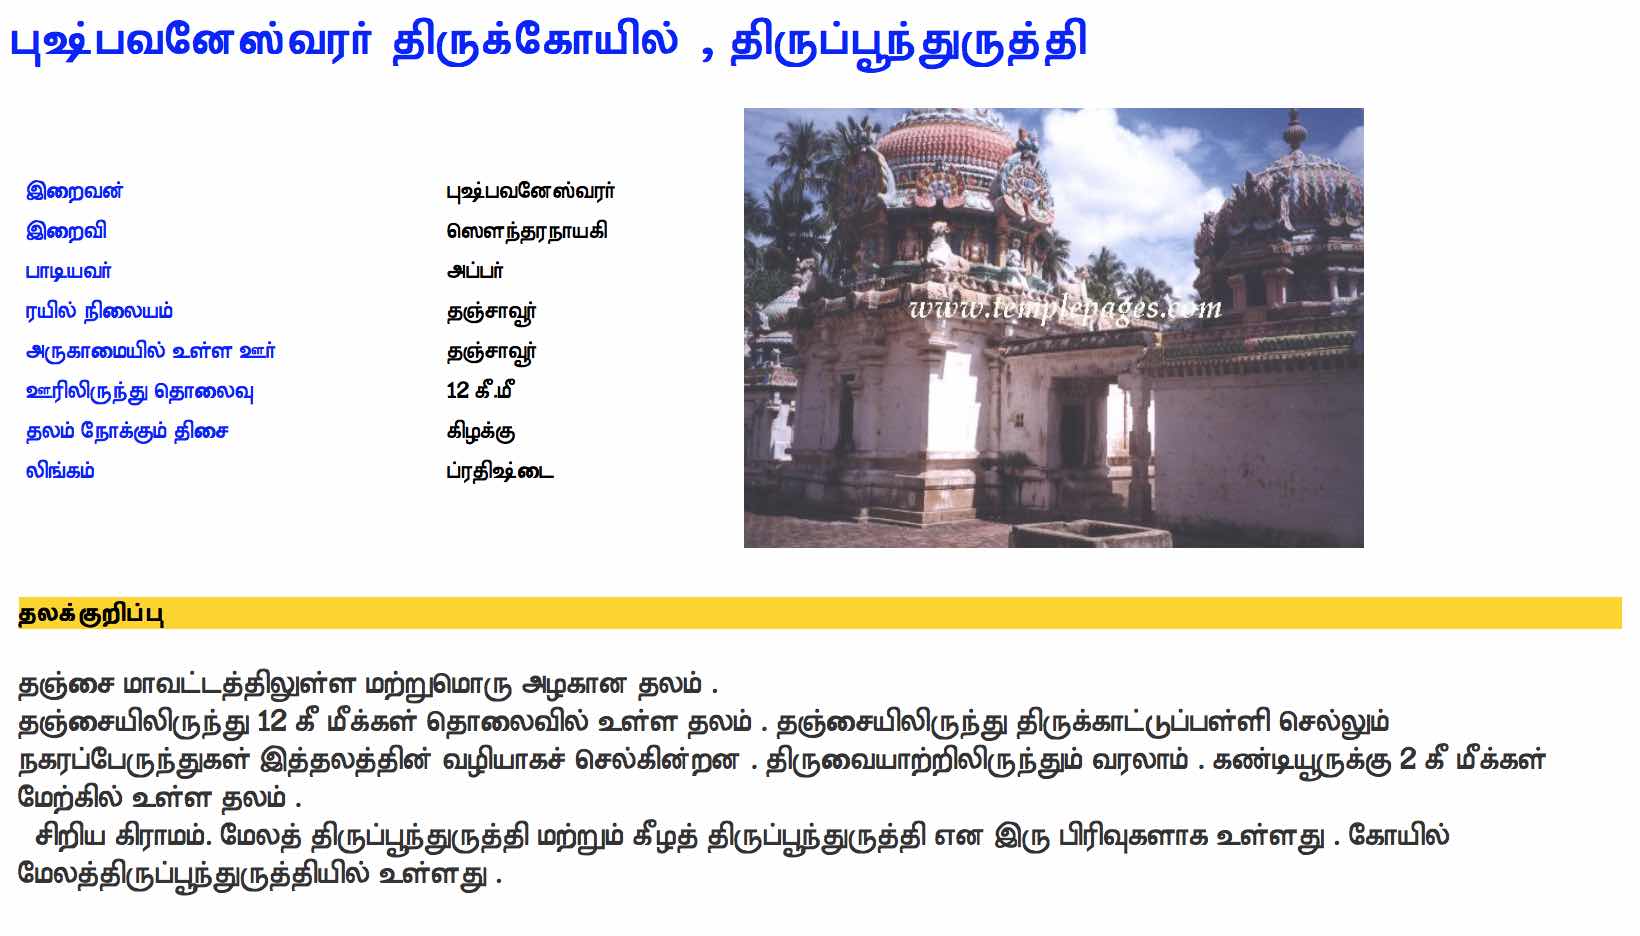 புஷ்பவனேஸ்வரர் திருக்கோயில் , திருப்பூந்துருத்தி
இறைவன் புஷ்பவனேஸ்வரர்
இறைவி ஸௌந்தரநாயகி
பாடியவர் அப்பர்
ரயில் நிலையம் தஞ்சாவூர்
அருகாமையில் உள்ள ஊர் தஞ்சாவூர்
ஊரிலிருந்து தொலைவு 12 கீ.மீ
தலம் நோக்கும் திசை கிழக்கு
லிங்கம் ப்ரதிஷ்டை
www.templepages.com
தலக்குறிப்பு
தஞ்சை மாவட்டத்திலுள்ள மற்றுமொரு அழகான தலம் .
தஞ்சையிலிருந்து 12 கீ மீக்கள் தொலைவில் உள்ள தலம் . தஞ்சையிலிருந்து திருக்காட்டுப்பள்ளி செல்லும்
நகரப்பேருந்துகள் இத்தலத்தின் வழியாகச் செல்கின்றன . திருவையாற்றிலிருந்தும் வரலாம் . கண்டியூருக்கு 2 கீ மீக்கள்
மேற்கில் உள்ள தலம் .
சிறிய கிராமம். மேலத் திருப்பூந்துருத்தி மற்றும் கீழத் திருப்பூந்துருத்தி என இரு பிரிவுகளாக உள்ளது . கோயில்
மேலத்திருப்பூந்துருத்தியில் உள்ளது .